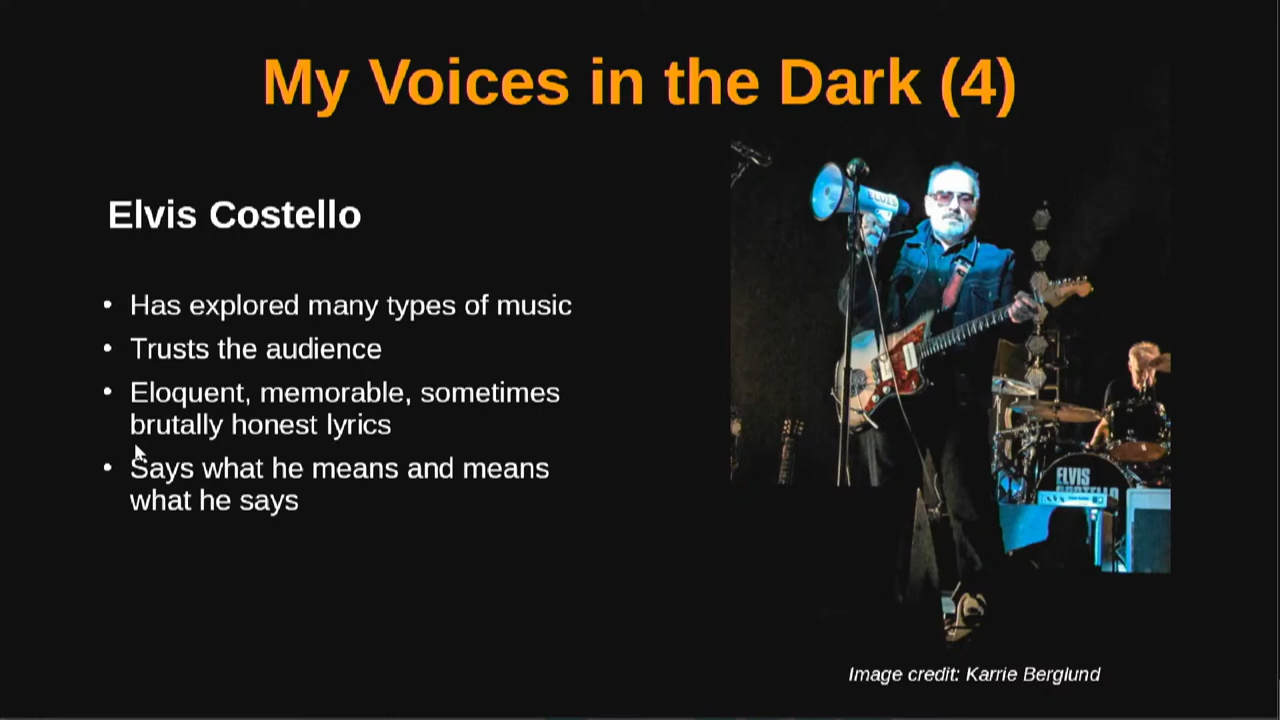 My Voices in the Dark (4)
Elvis Costello
• Has explored many types of music
• Trusts the audience
• Eloquent, memorable, sometimes
brutally honest lyrics
• Says what he means and means
what he says
ELVIS
ELVIS
COSTELLO
Image credit: Karrie Berglund